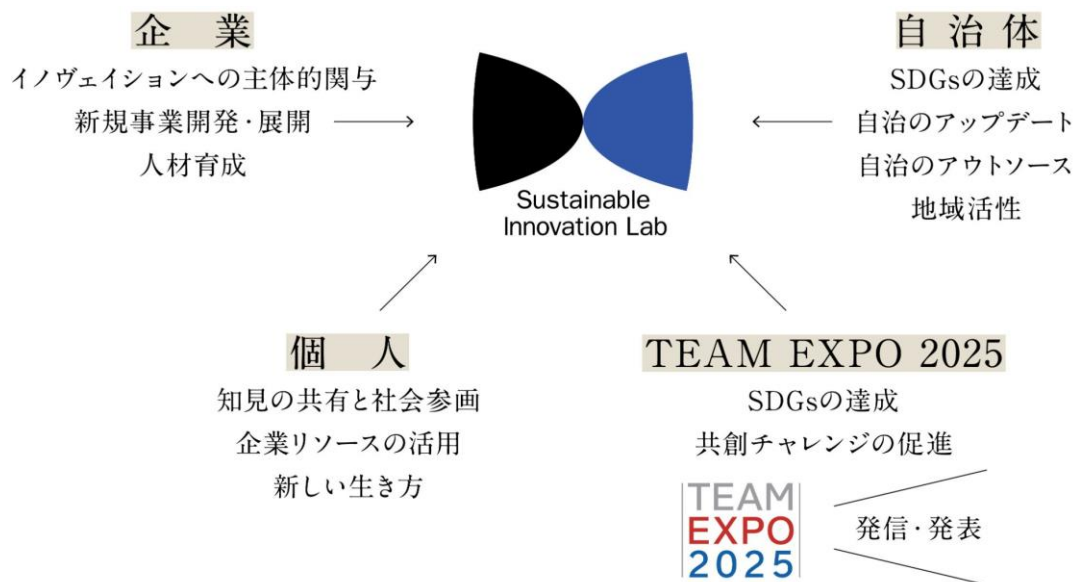 企 業
イノヴェイションへの主体的関与
新規事業開発・展開
人材育成
Sustainable
Innovation Lab
自 治 体
SDGsの達成
自治のアップデート
自治のアウトソース
地域活性
個 人
知見の共有と社会参画
企業リソースの活用
新しい生き方
TEAM EXPO 2025
SDGsの達成
共創チャレンジの促進
TEAM
EXPO
2025
発信・発表